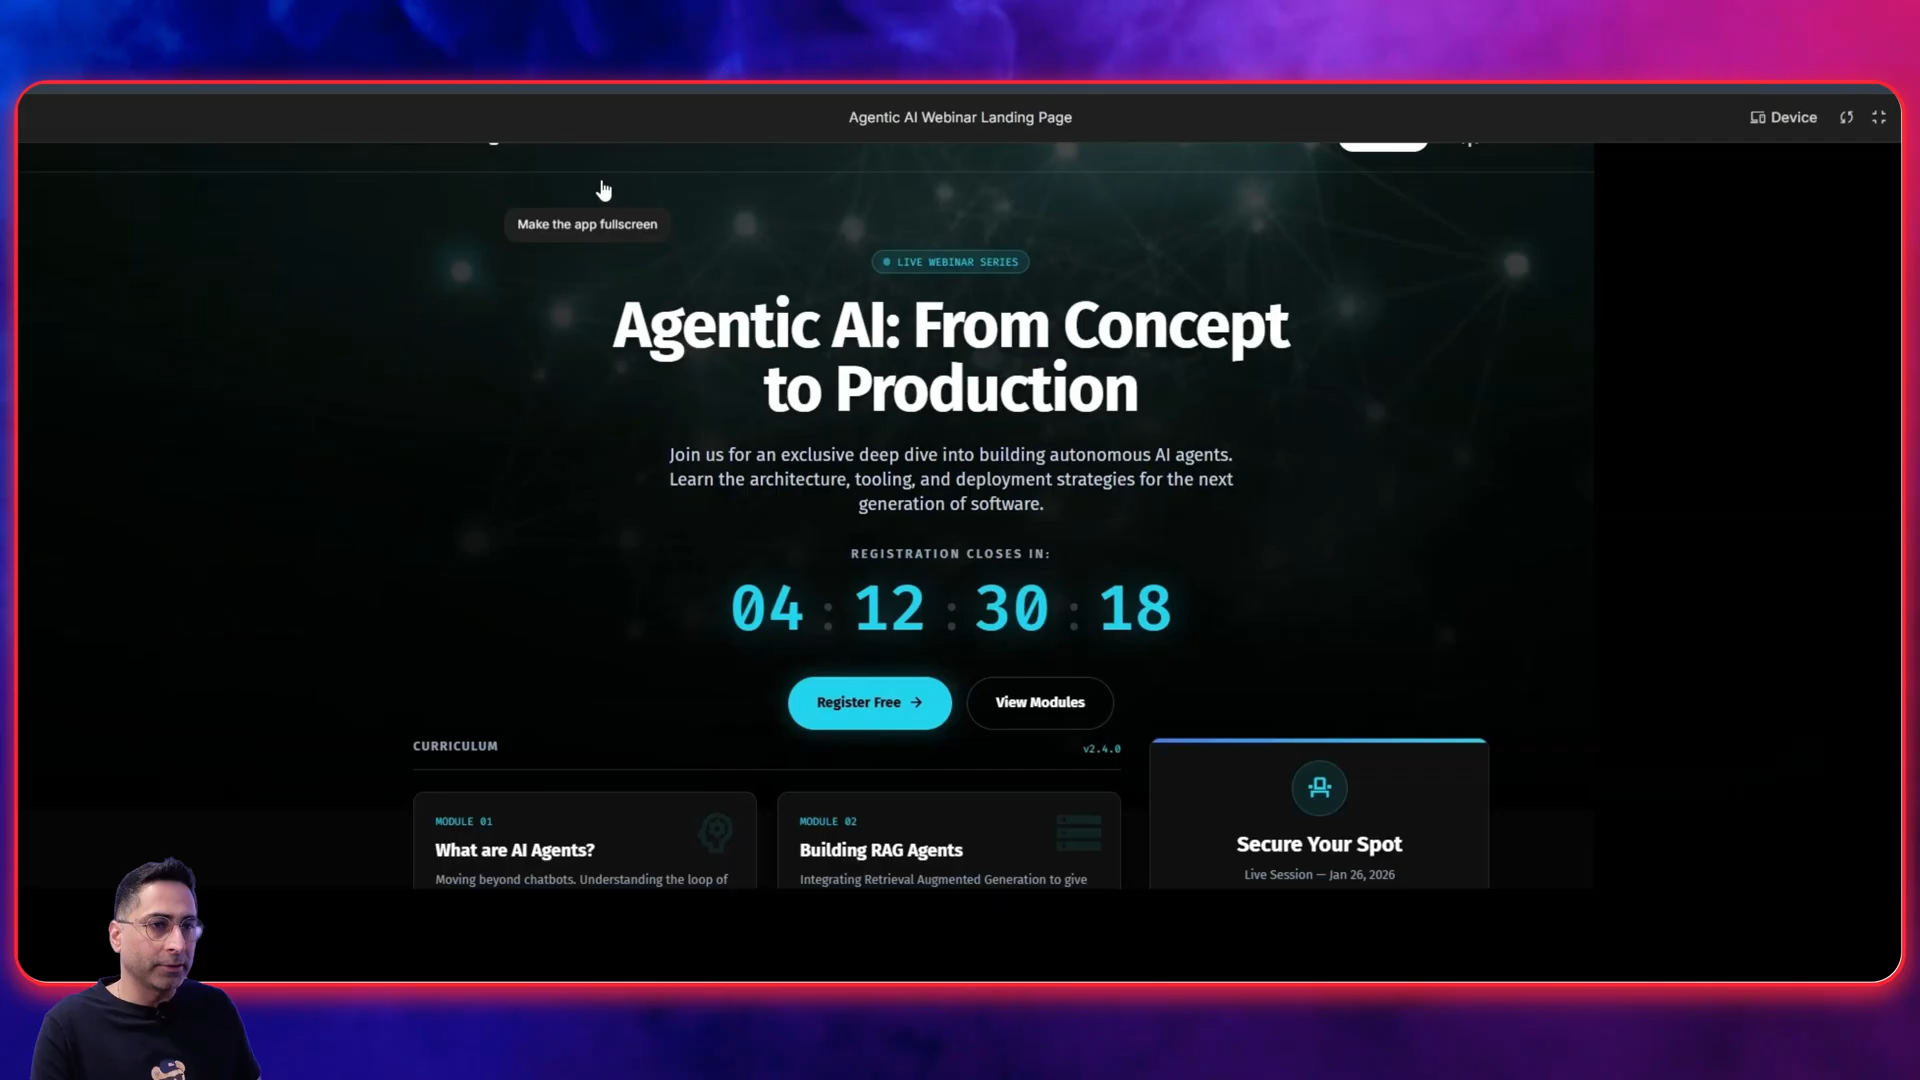 Agentic AI Webinar Landing Page
Device
Make the app fullscreen
LIVE WEBINAR SERIES
Agentic AI: From Concept
to Production
Join us for an exclusive deep dive into building autonomous AI agents.
Learn the architecture, tooling, and deployment strategies for the next
generation of software.
REGISTRATION CLOSES IN:
04 : 12 : 30 : 18
Register Free →
View Modules
CURRICULUM
v2.4.0
MODULE 01
What are AI Agents?
Moving beyond chatbots. Understanding the loop of
MODULE 02
Building RAG Agents
Integrating Retrieval Augmented Generation to give
Secure Your Spot
Live Session — Jan 26, 2026